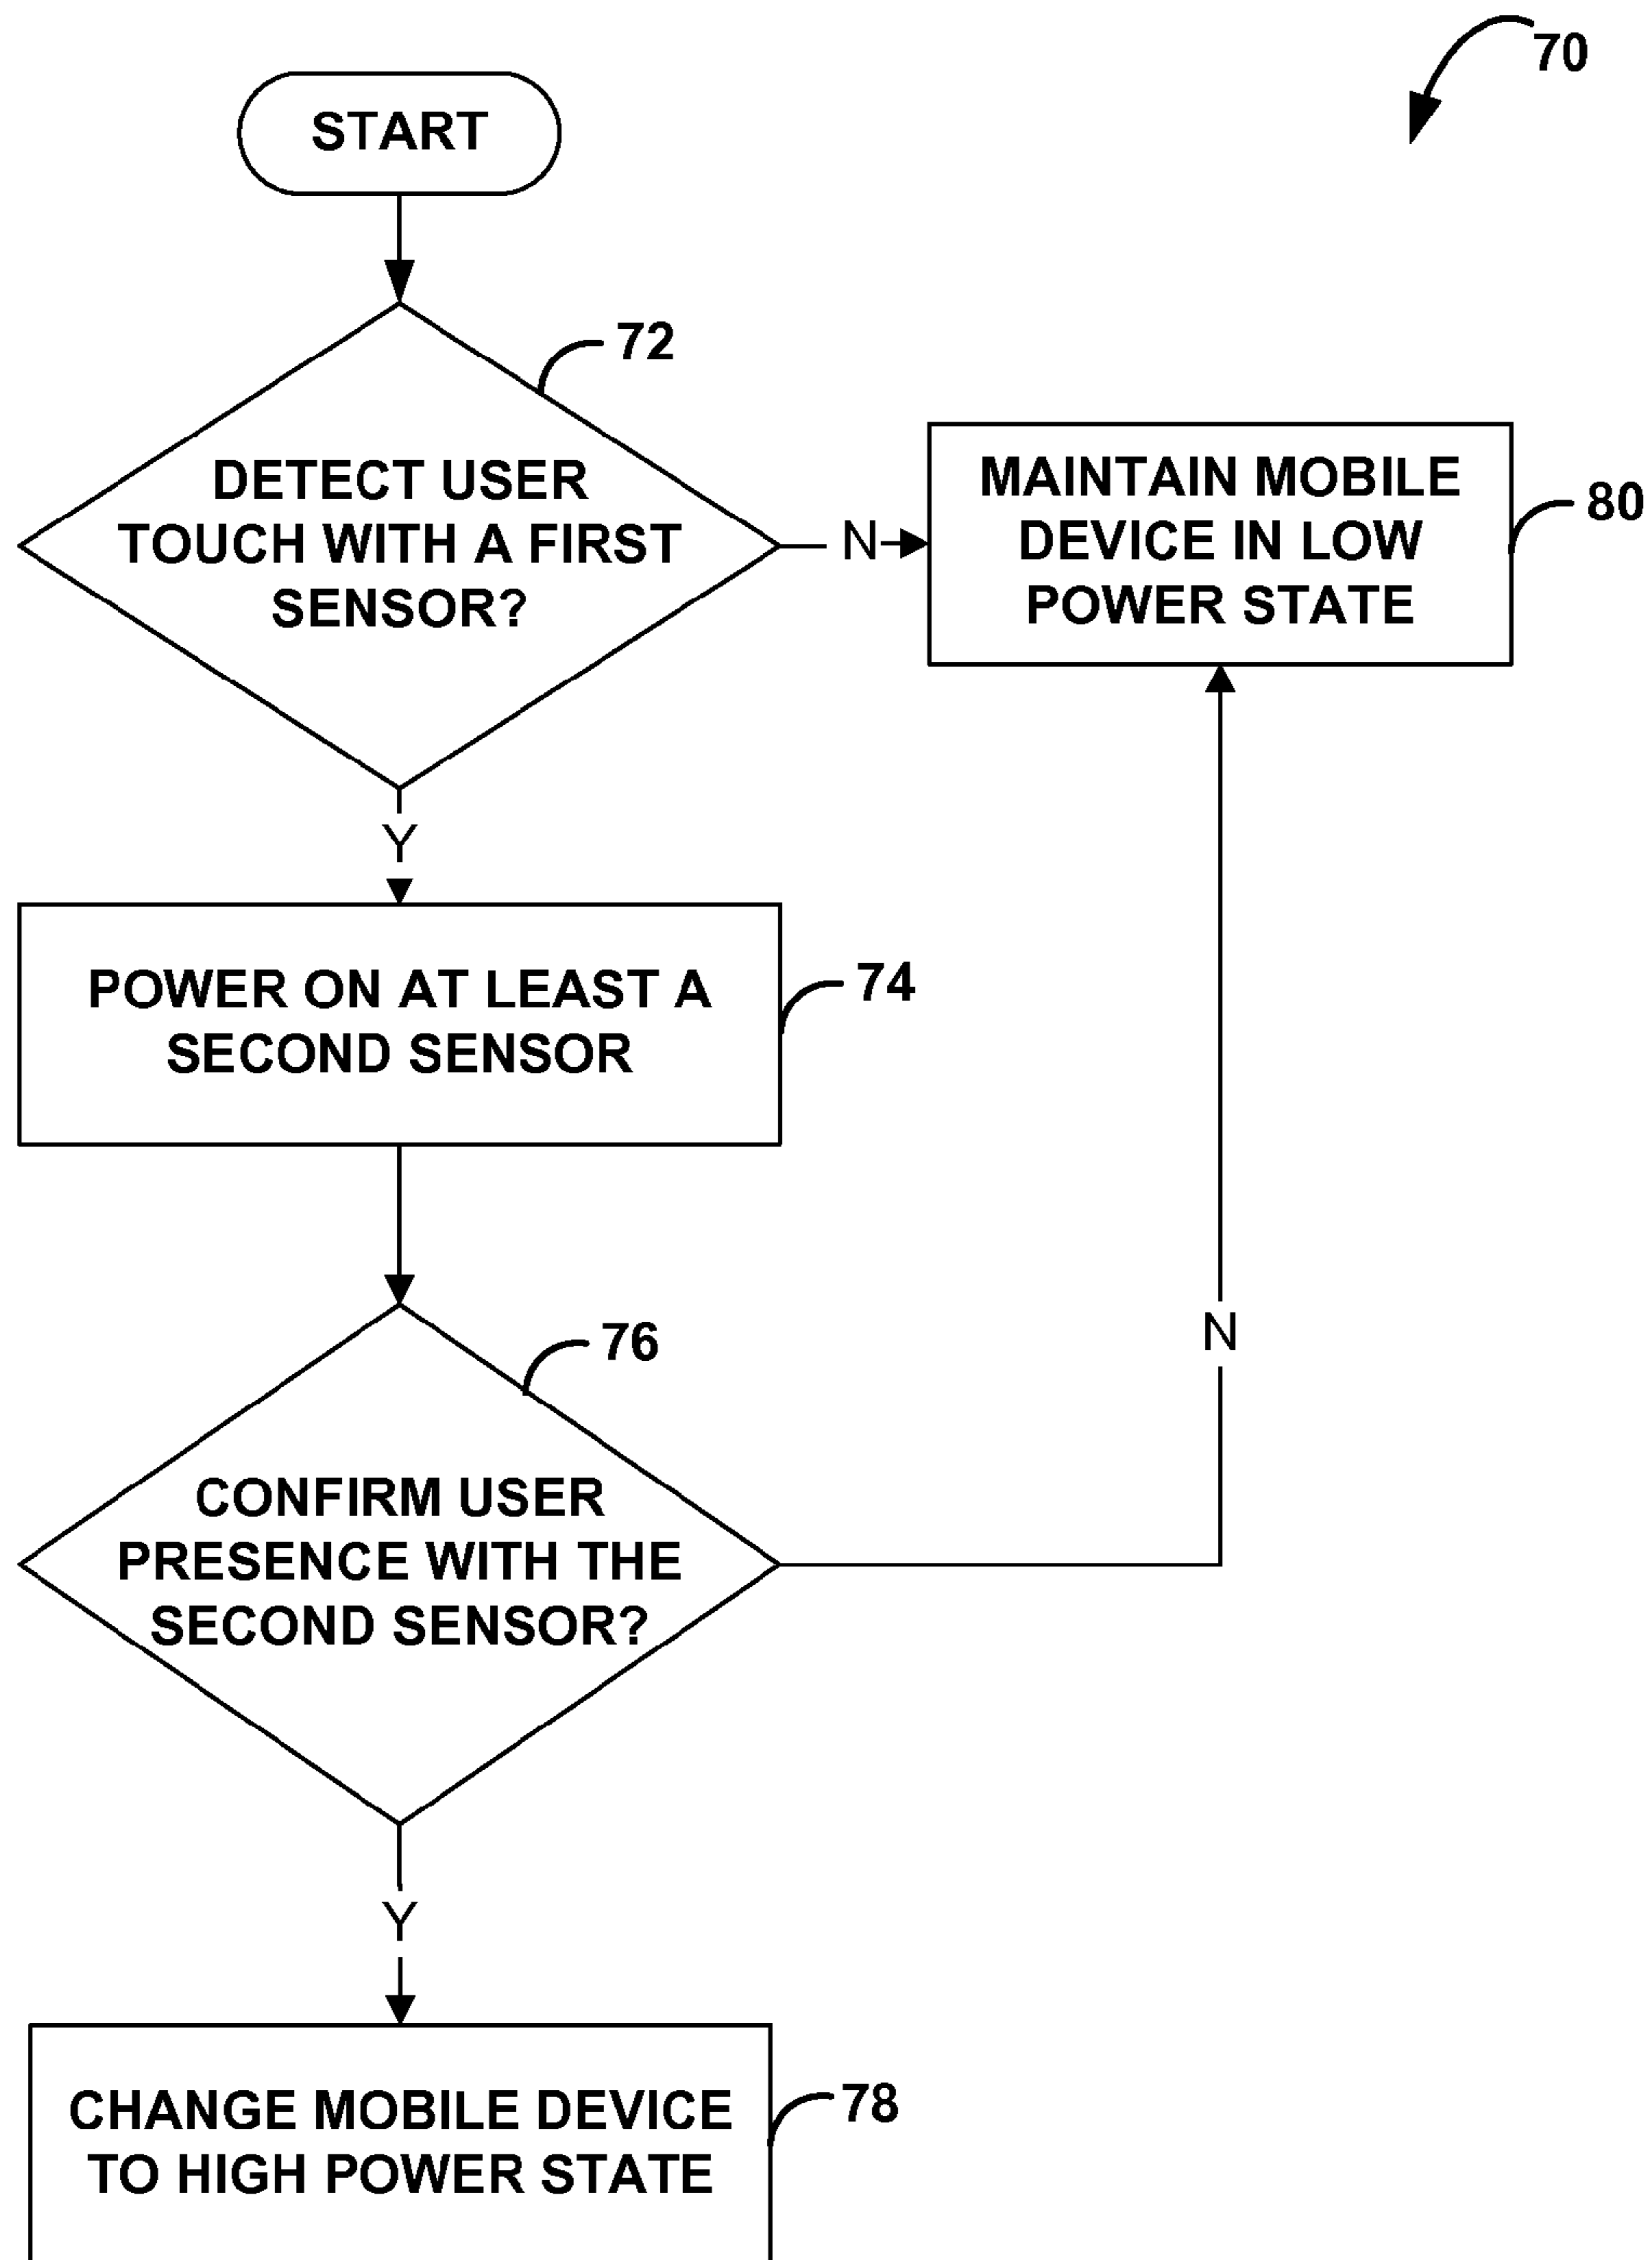 70
START
72
DETECT USER
TOUCH WITH A FIRST
SENSOR?
N
MAINTAIN MOBILE
DEVICE IN LOW
POWER STATE
80
Y
POWER ON AT LEAST A
SECOND SENSOR
74
76
CONFIRM USER
PRESENCE WITH THE
SECOND SENSOR?
N
Y
CHANGE MOBILE DEVICE
TO HIGH POWER STATE
78